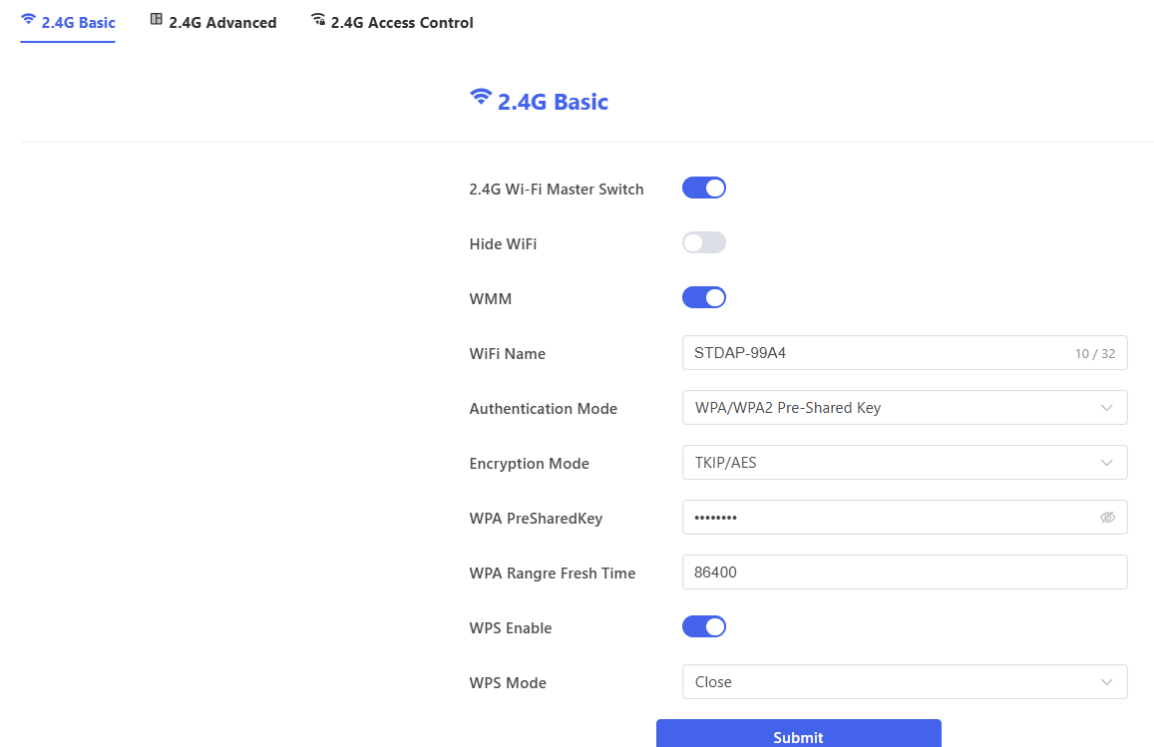 2.4G Basic 2.4G Advanced 2.4G Access Control
2.4G Basic
2.4G Wi-Fi Master Switch
Hide WiFi
WMM
WiFi Name STDAP-99A4 10 / 32
Authentication Mode WPA/WPA2 Pre-Shared Key
Encryption Mode TKIP/AES
WPA PreSharedKey ••••••••
WPA Rangre Fresh Time 86400
WPS Enable
WPS Mode Close
Submit